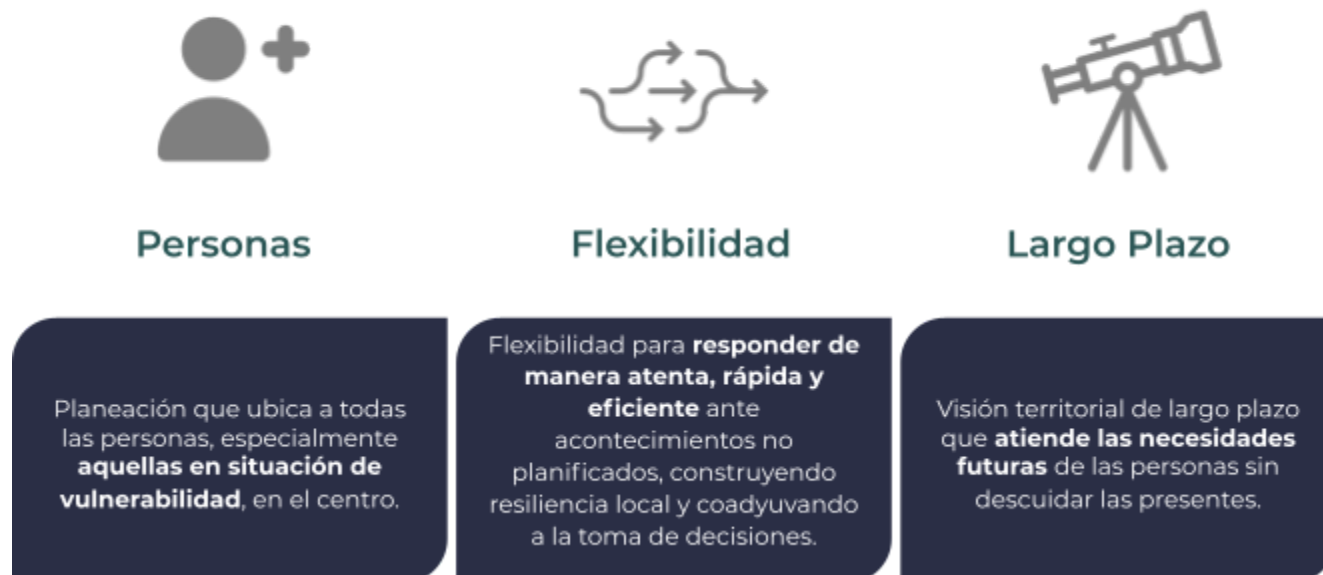 Personas
Planeación que ubica a todas
las personas, especialmente
aquellas en situación de
vulnerabilidad, en el centro.
Flexibilidad
Flexibilidad para responder de
manera atenta, rápida y
eficiente ante
acontecimientos no
planificados, construyendo
resiliencia local y coadyuvando
a la toma de decisiones.
Largo Plazo
Visión territorial de largo plazo
que atiende las necesidades
futuras de las personas sin
descuidar las presentes.